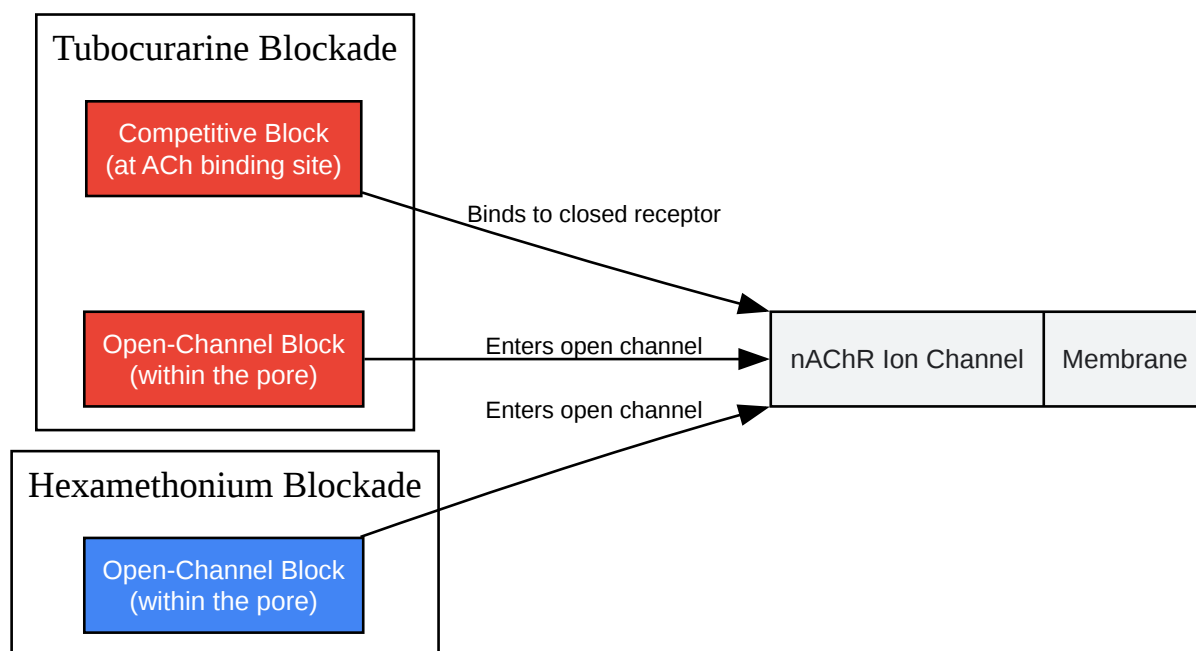 Tubocurarine Blockade
Competitive Block
(at ACh binding site)
Binds to closed receptor
Open-Channel Block
(within the pore)
Enters open channel
nAChR Ion Channel
Membrane
Enters open channel
Hexamethonium Blockade
Open-Channel Block
(within the pore)